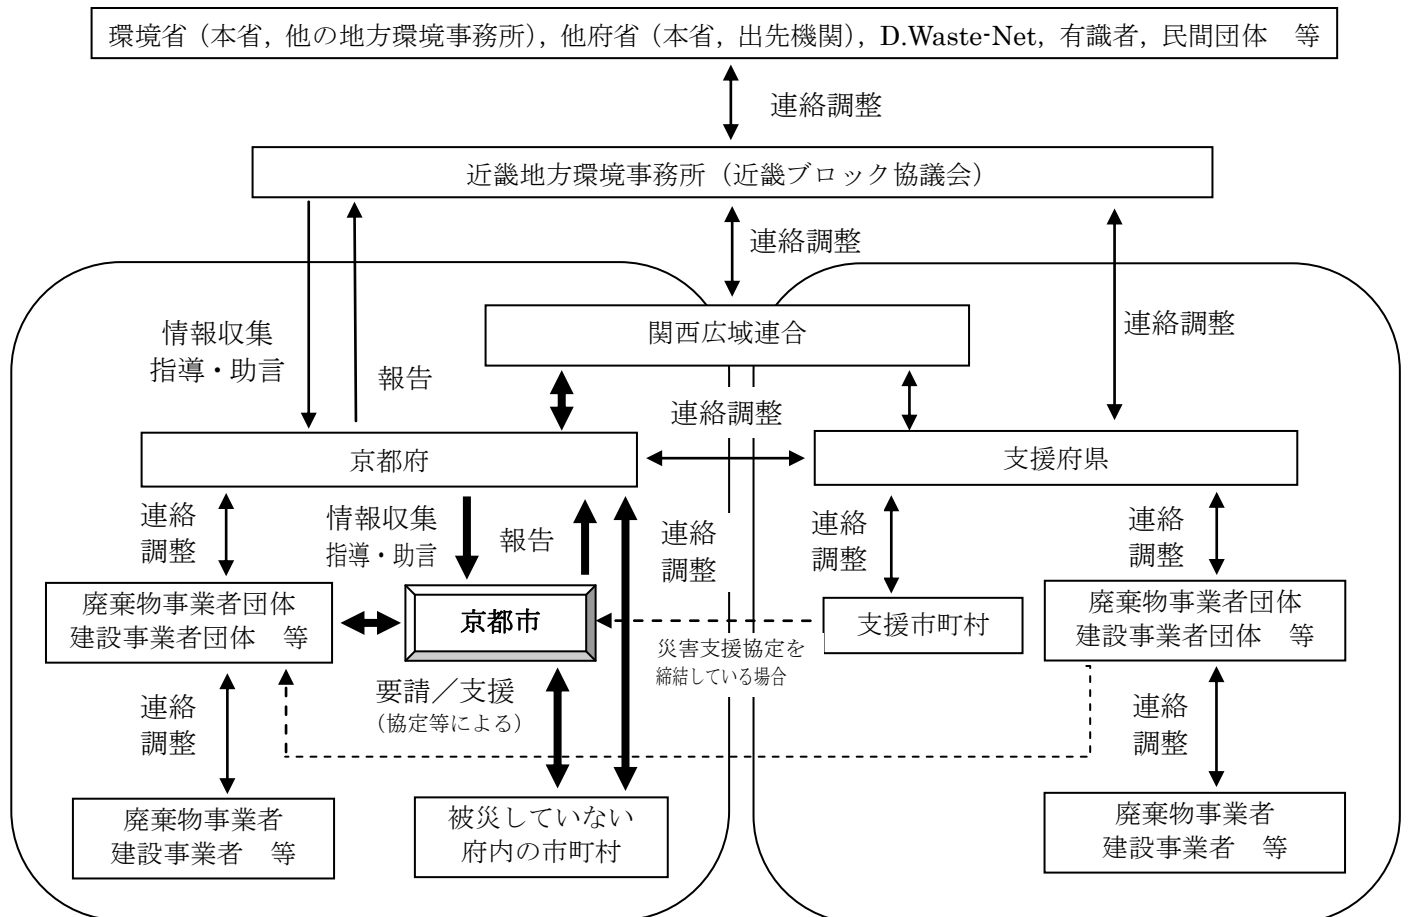 環境省（本省，他の地方環境事務所），他府省（本省，出先機関），D.Waste-Net，有識者，民間団体　等
連絡調整
近畿地方環境事務所（近畿ブロック協議会）
連絡調整
情報収集
指導・助言
報告
関西広域連合
連絡調整
連絡調整
京都府
支援府県
連絡
調整
情報収集
指導・助言
報告
連絡
調整
連絡
調整
連絡
調整
廃棄物事業者団体
建設事業者団体　等
京都市
支援市町村
廃棄物事業者団体
建設事業者団体　等
災害支援協定を
締結している場合
要請／支援
（協定等による）
連絡
調整
連絡
調整
廃棄物事業者
建設事業者　等
被災していない
府内の市町村
廃棄物事業者
建設事業者　等